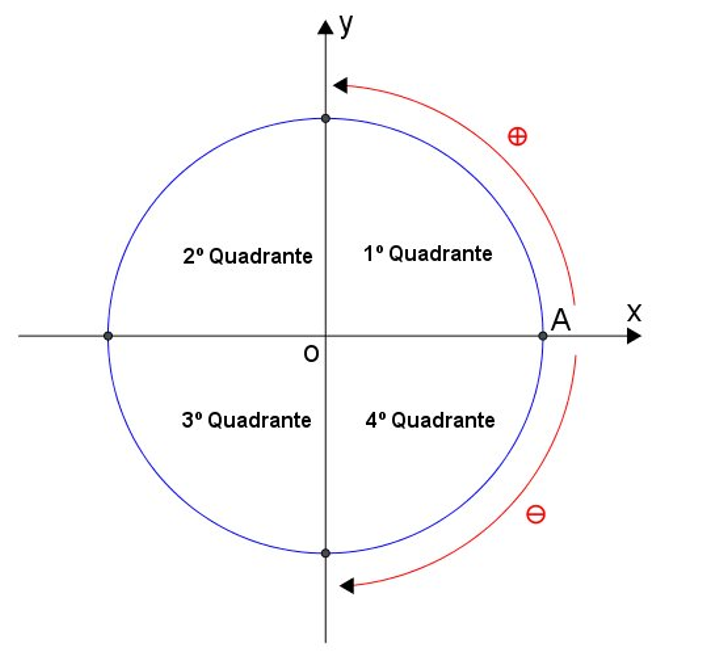 y
⊕
2º Quadrante
1º Quadrante
x
A
o
3º Quadrante
4º Quadrante
⊖